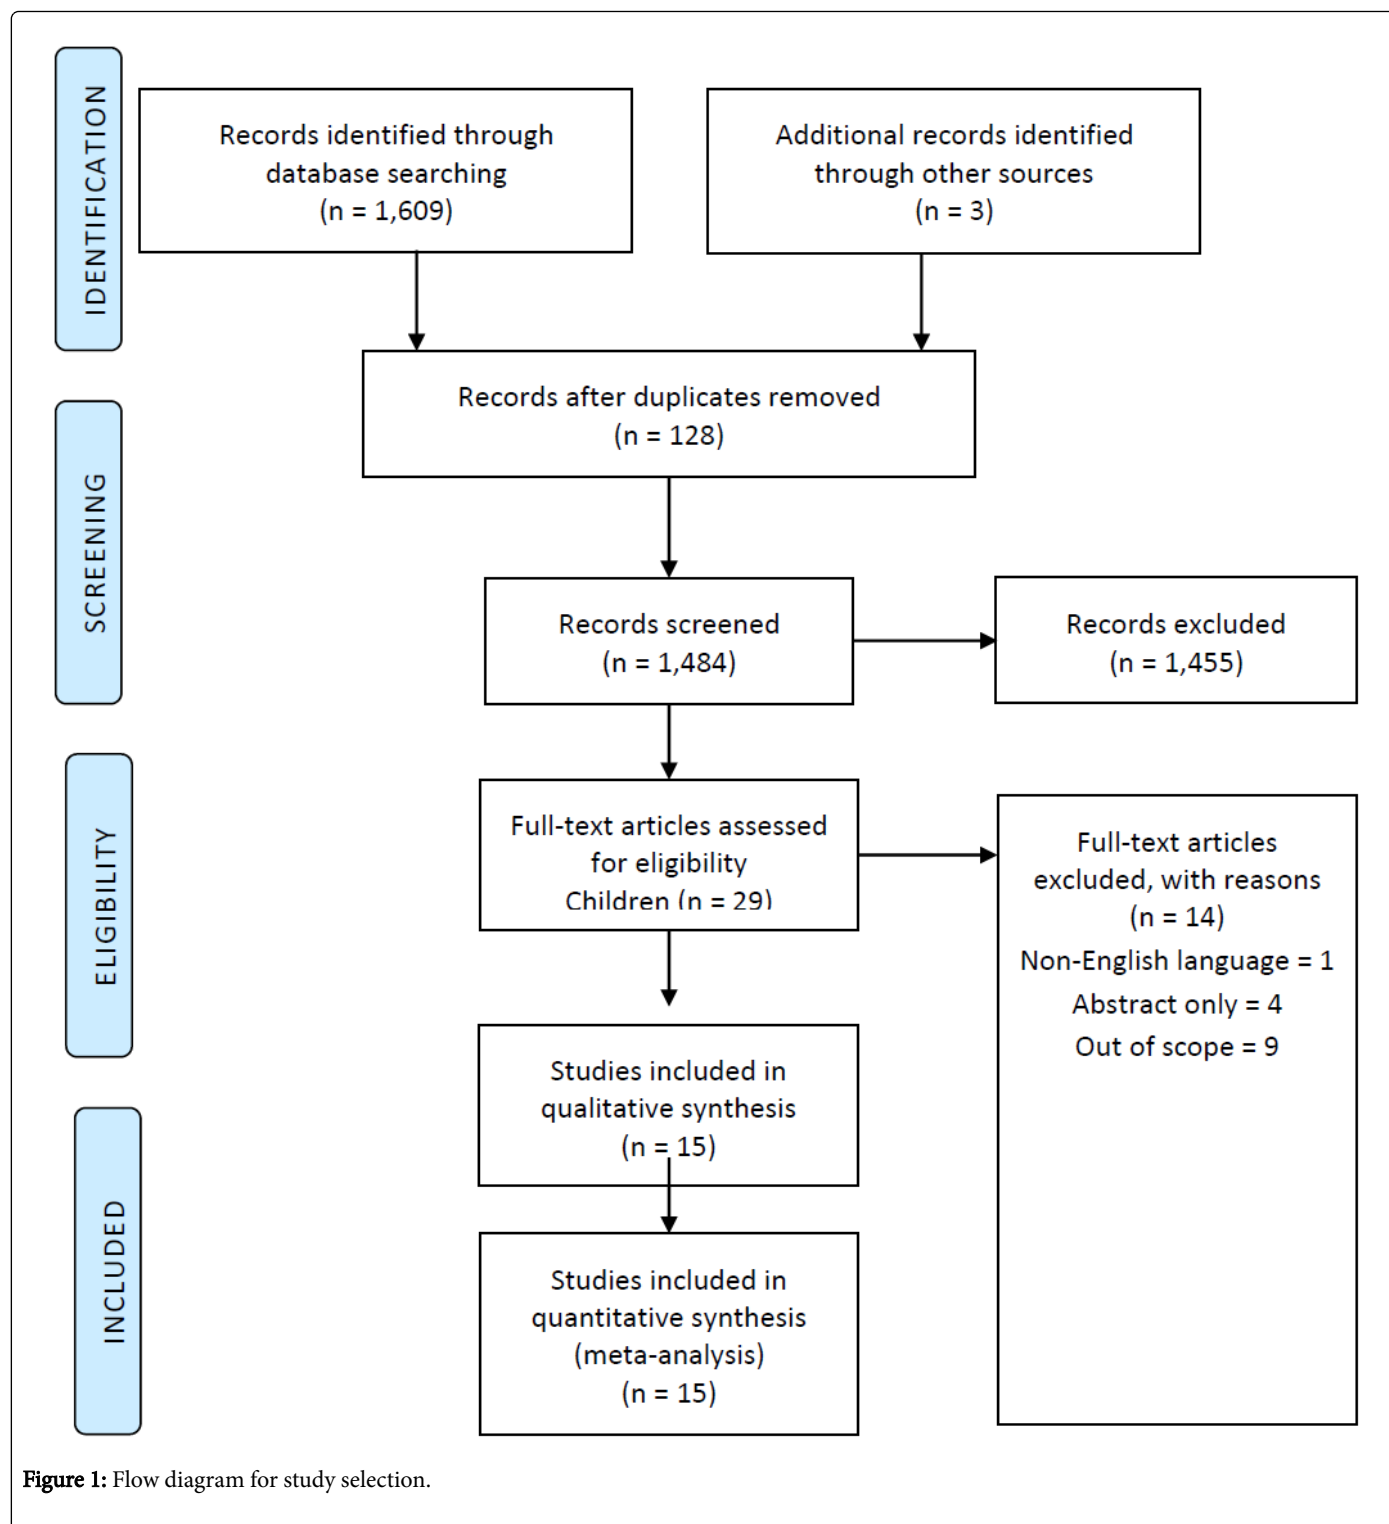 IDENTIFICATION
Records identified through
database searching
(n = 1,609)
Additional records identified
through other sources
(n = 3)
Records after duplicates removed
(n = 128)
SCREENING
Records screened
(n = 1,484)
Records excluded
(n = 1,455)
ELIGIBILITY
Full-text articles assessed
for eligibility
Children (n = 29)
Full-text articles
excluded, with reasons
(n = 14)
Non-English language = 1
Abstract only = 4
Out of scope = 9
Studies included in
qualitative synthesis
(n = 15)
INCLUDED
Studies included in
quantitative synthesis
(meta-analysis)
(n = 15)
Figure 1: Flow diagram for study selection.